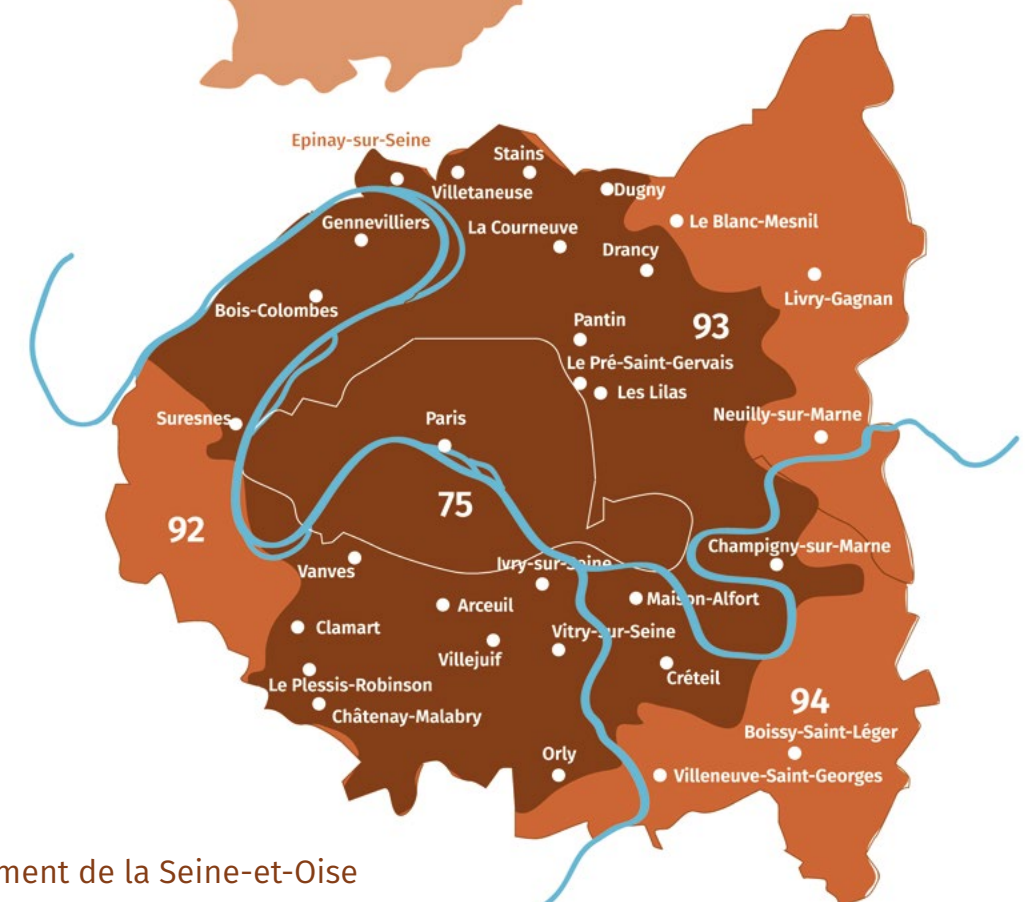 Epinay-sur-Seine
Stains
Villetaneuse
Dugny
Gennevilliers
La Courneuve
Le Blanc-Mesnil
Drancy
Livry-Gagnan
Bois-Colombes
Pantin
93
Le Pré-Saint-Gervais
Les Lilas
Suresnes
Paris
Neuilly-sur-Marne
75
92
Champigny-sur-Marne
Vanves
Ivry-sur-Seine
Arceuil
Maison-Alfort
Clamart
Vitry-sur-Seine
Villejuif
Créteil
Le Plessis-Robinson
94
Châtenay-Malabry
Boissy-Saint-Léger
Orly
Villeneuve-Saint-Georges
ment de la Seine-et-Oise